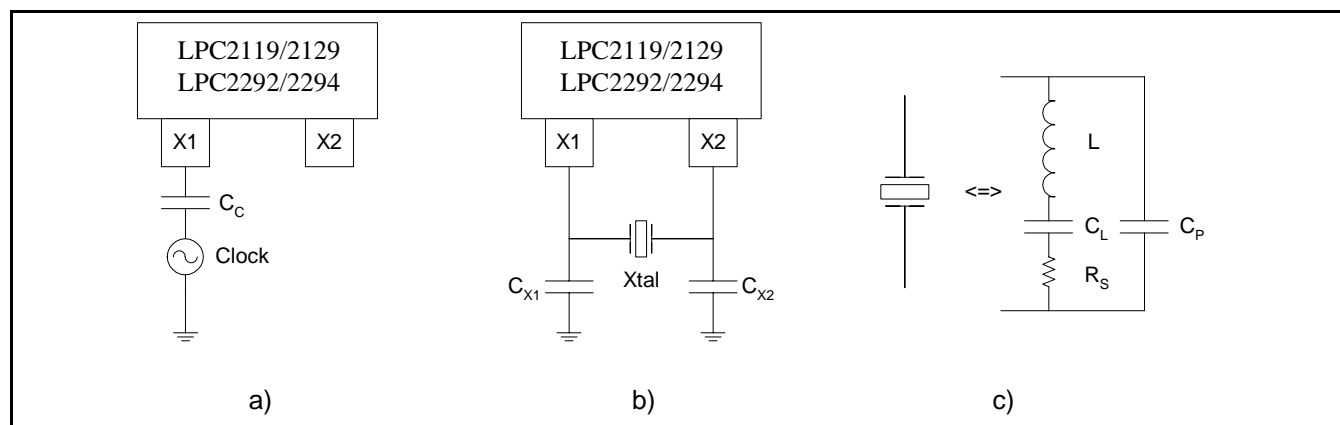 LPC2119/2129
LPC2292/2294
X1
X2
C_C
Clock
a)
LPC2119/2129
LPC2292/2294
X1
X2
C_X1
Xtal
C_X2
b)
<=>
L
C_L
C_P
R_S
c)